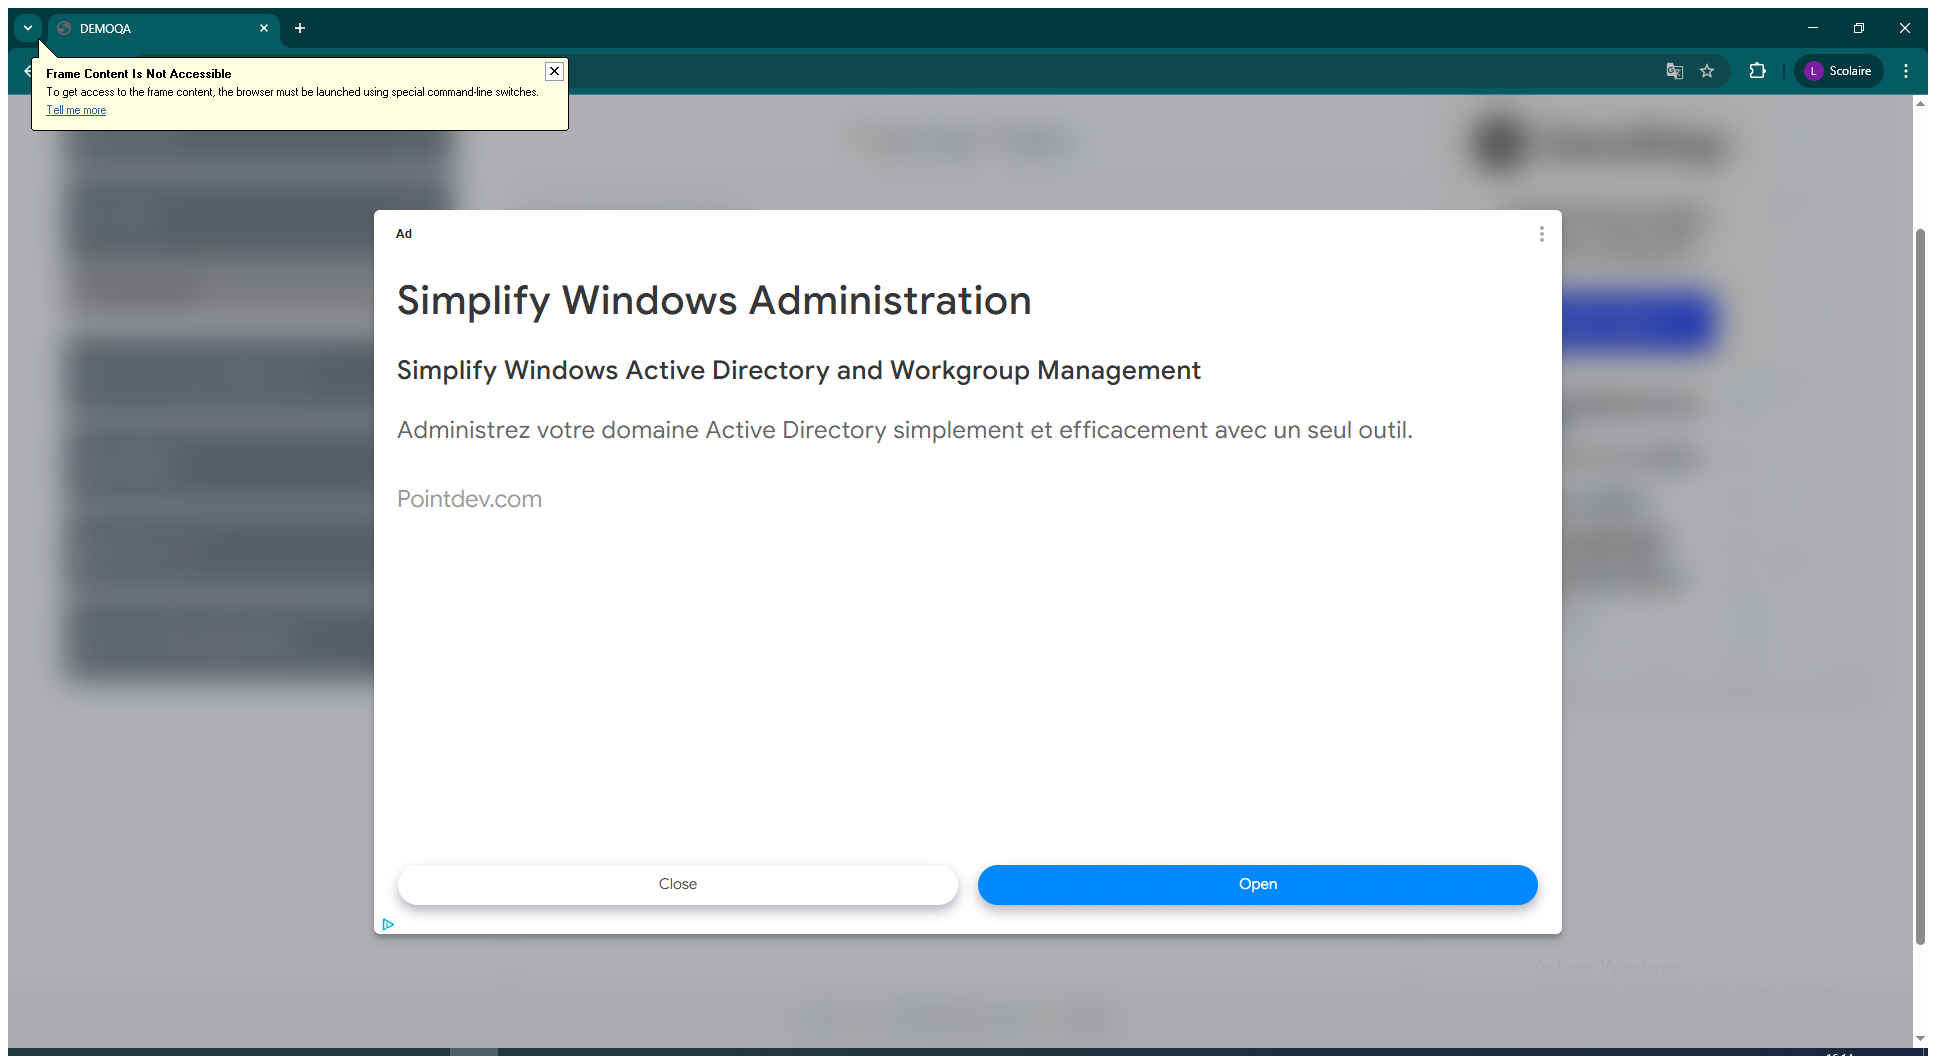 DEMOQA
Frame Content Is Not Accessible
To get access to the frame content, the browser must be launched using special command-line switches.
Tell me more
L Scolaire
Ad
Simplify Windows Administration
Simplify Windows Active Directory and Workgroup Management
Administrez votre domaine Active Directory simplement et efficacement avec un seul outil.
Pointdev.com
Close
Open
Activer Windows